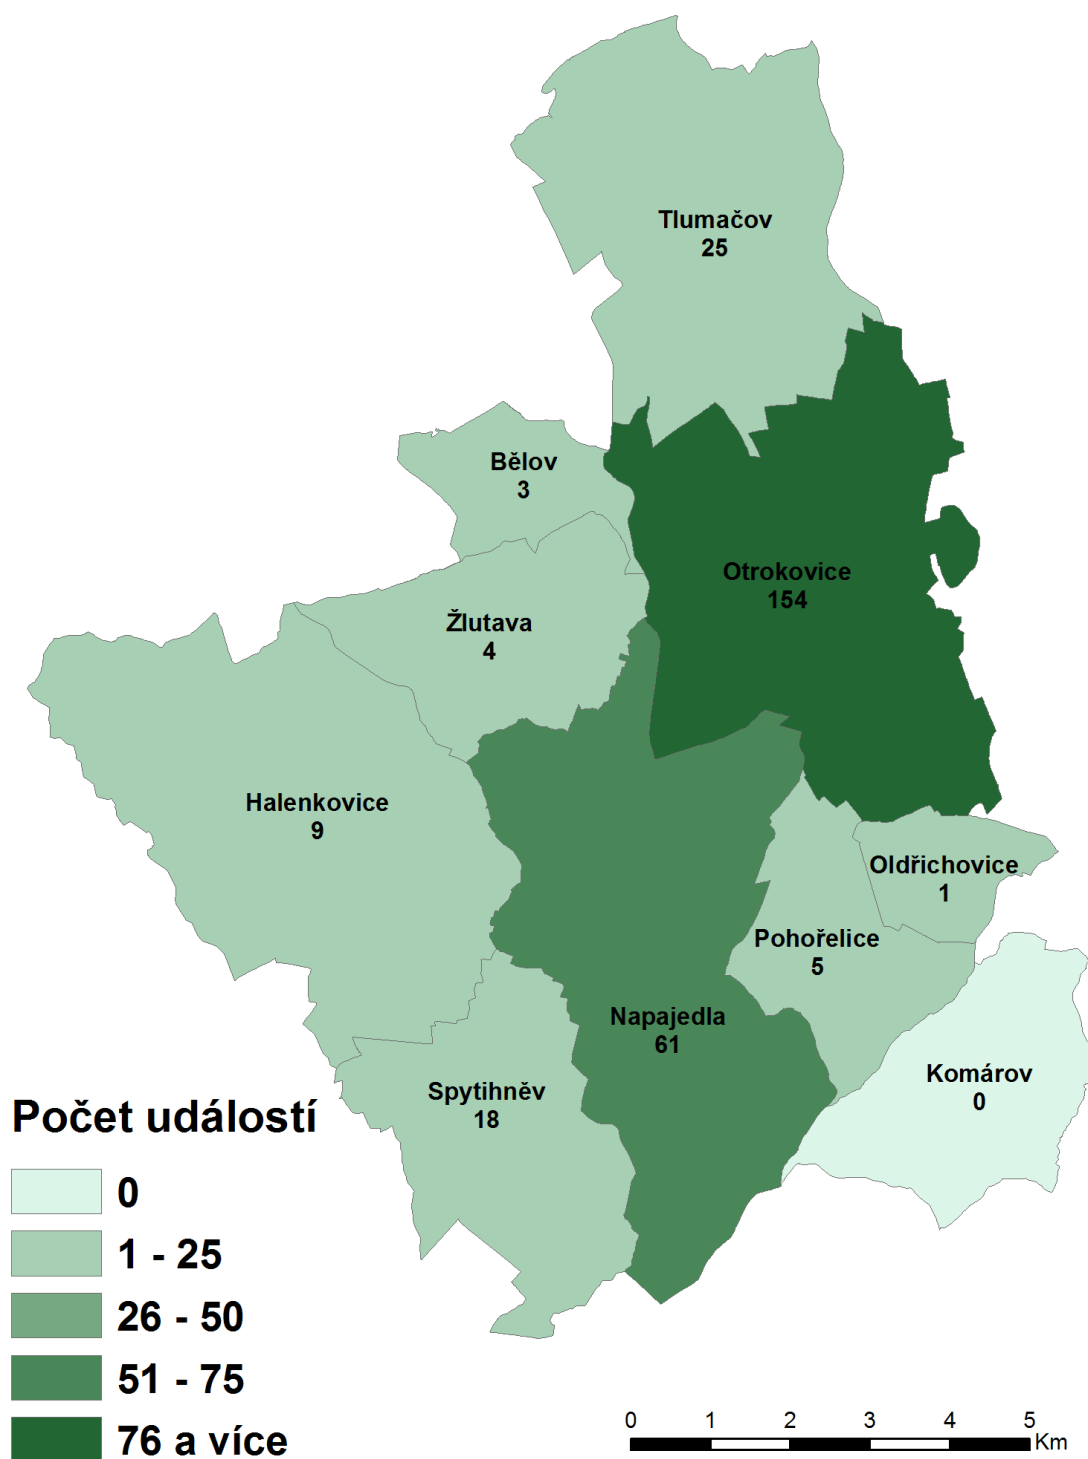 Tlumačov
25
Bělov
3
Otrokovice
154
Žlutava
4
Halenkovice
9
Oldřichovice
1
Pohořelice
5
Napajedla
61
Komárov
0
Spytihněv
18
Počet událostí
0
1 - 25
26 - 50
51 - 75
76 a více
0 1 2 3 4 5
Km